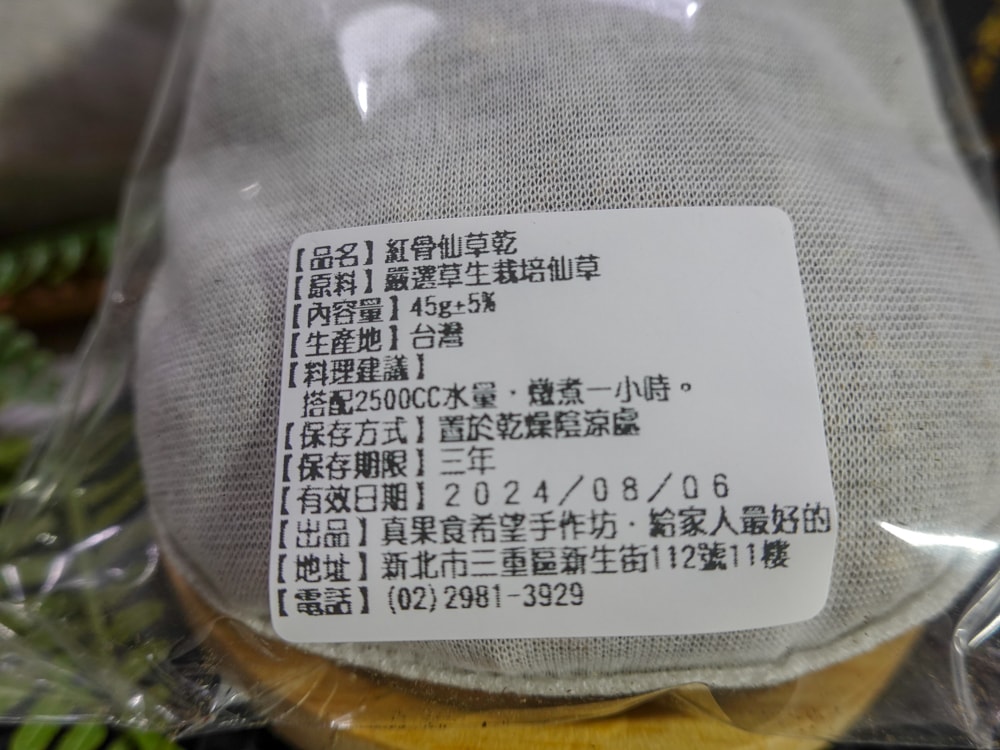 【品名】紅骨仙草乾
【原料】嚴選草生栽培仙草
【內容量】45g±5%
【生產地】台灣
【料理建議】
搭配2500CC水量，燉煮一小時。
【保存方式】置於乾燥陰涼處
【保存期限】三年
【有效日期】2024/08/06
【出品】真果食希望手作坊．給家人最好的
【地址】新北市三重區新生街112號11樓
【電話】(02)2981-3929